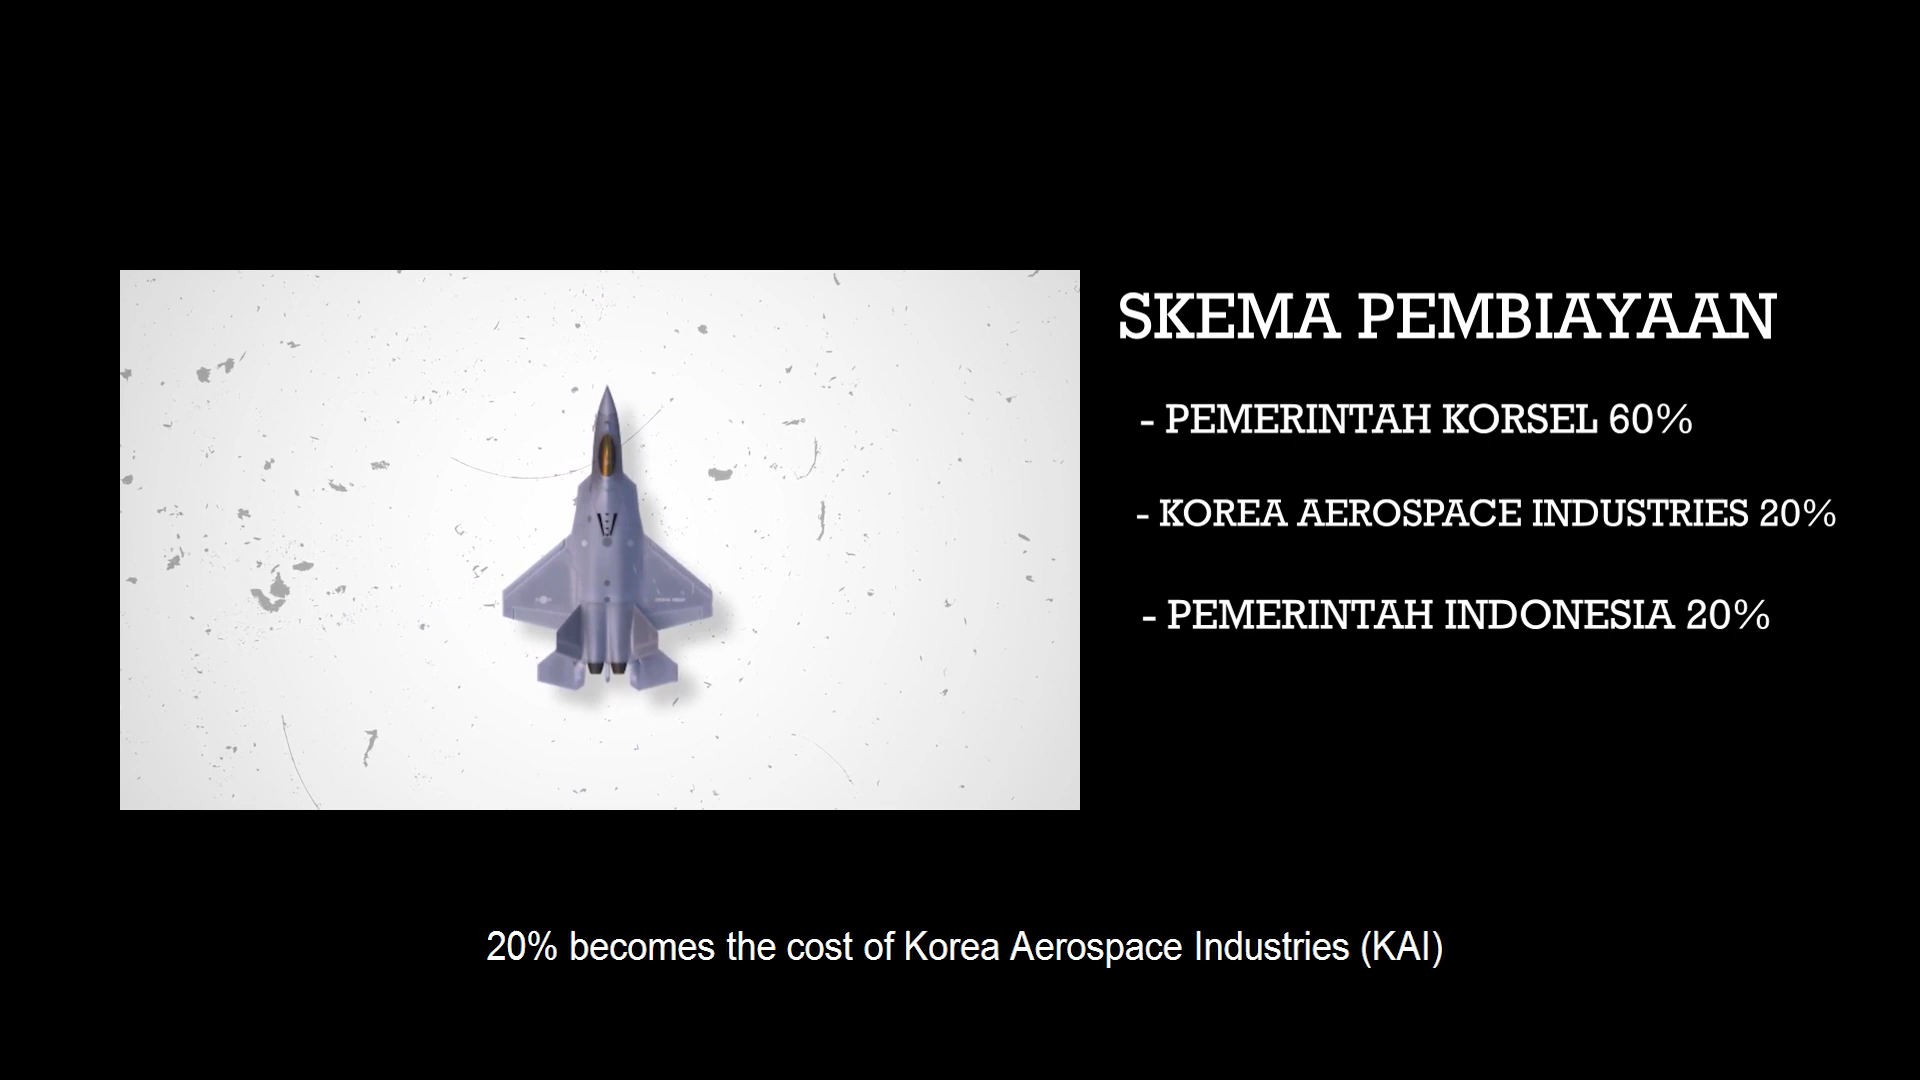 SKEMA PEMBIAYAAN
- PEMERINTAH KORSEL 60%
- KOREA AEROSPACE INDUSTRIES 20%
- PEMERINTAH INDONESIA 20%
20% becomes the cost of Korea Aerospace Industries (KAI)